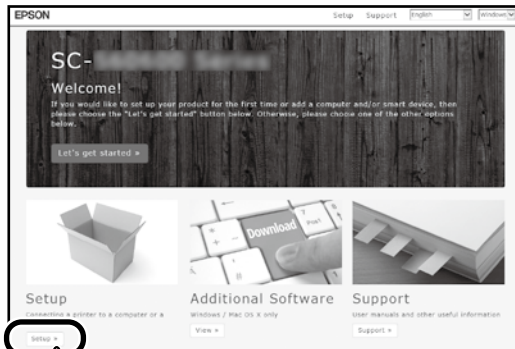 EPSON
Setup Support English Windows
SC-
Welcome!
If you would like to set up your product for the first time or add a computer and/or smart device, then
please choose the "Let's get started" button below. Otherwise, please choose one of the other options
below.
Let's get started »
Download
Setup
Additional Software
Support
Connecting a printer to a computer or a
Windows / Mac OS X only
User manuals and other useful information
Setup »
View »
Support »